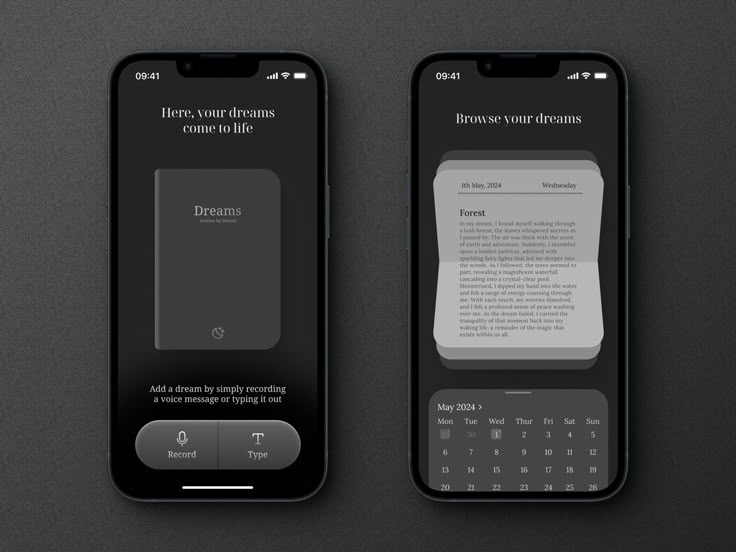 09:41
Here, your dreams
come to life
Dreams
Add a dream by simply recording
a voice message or typing it out
Record
Type
09:41
Browse your dreams
1th May, 2024 Wednesday
Forest
In my dream, I found myself walking through
a lush forest, the leaves whispered secrets as
I passed by. The air was thick with the scent
of earth and adventure. Suddenly, I stumbled
upon a hidden pathway, adorned with
sparkling fairy lights that led me deeper into
the woods. As I followed, the trees seemed to
part, revealing a magnificent waterfall
cascading into a crystal-clear pool.
Mesmerized, I dipped my hand into the water
and felt a surge of energy coursing through
me. With each touch, my worries dissolved,
and I felt a profound sense of peace washing
over me. As the dream faded, I carried the
tranquility of that moment back into my
waking life, a reminder of the magic that
exists within us all.
May 2024 >
Mon Tue Wed Thur Fri Sat Sun
30 1 2 3 4 5
6 7 8 9 10 11 12
13 14 15 16 17 18 19
20 21 22 23 24 25 26